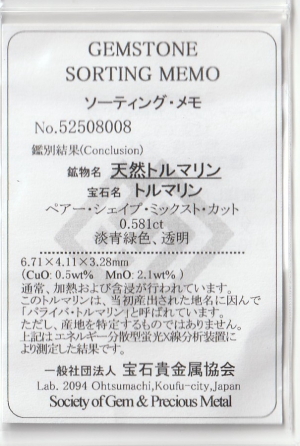 GEMSTONE
SORTING MEMO
ソーティング・メモ
No.52508008
鑑別結果(Conclusion)
鉱物名 天然トルマリン
宝石名 トルマリン
ペアー・シェイプ・ミックスト・カット
0.581ct
淡青緑色、透明
6.71×4.11×3.28mm
(CuO: 0.5wt% MnO: 2.1wt% )
通常、加熱および含浸が行われています。
このトルマリンは、当初産出された地名に因んで
「パライバ・トルマリン」と呼ばれています。
ただし、産地を特定するものではありません。
上記はエネルギー分散型蛍光X線分析装置に
より測定した結果です。
一般社団法人 宝石貴金属協会
Lab. 2094 Ohtsumachi,Koufu-city,Japan
Society of Gem & Precious Metal